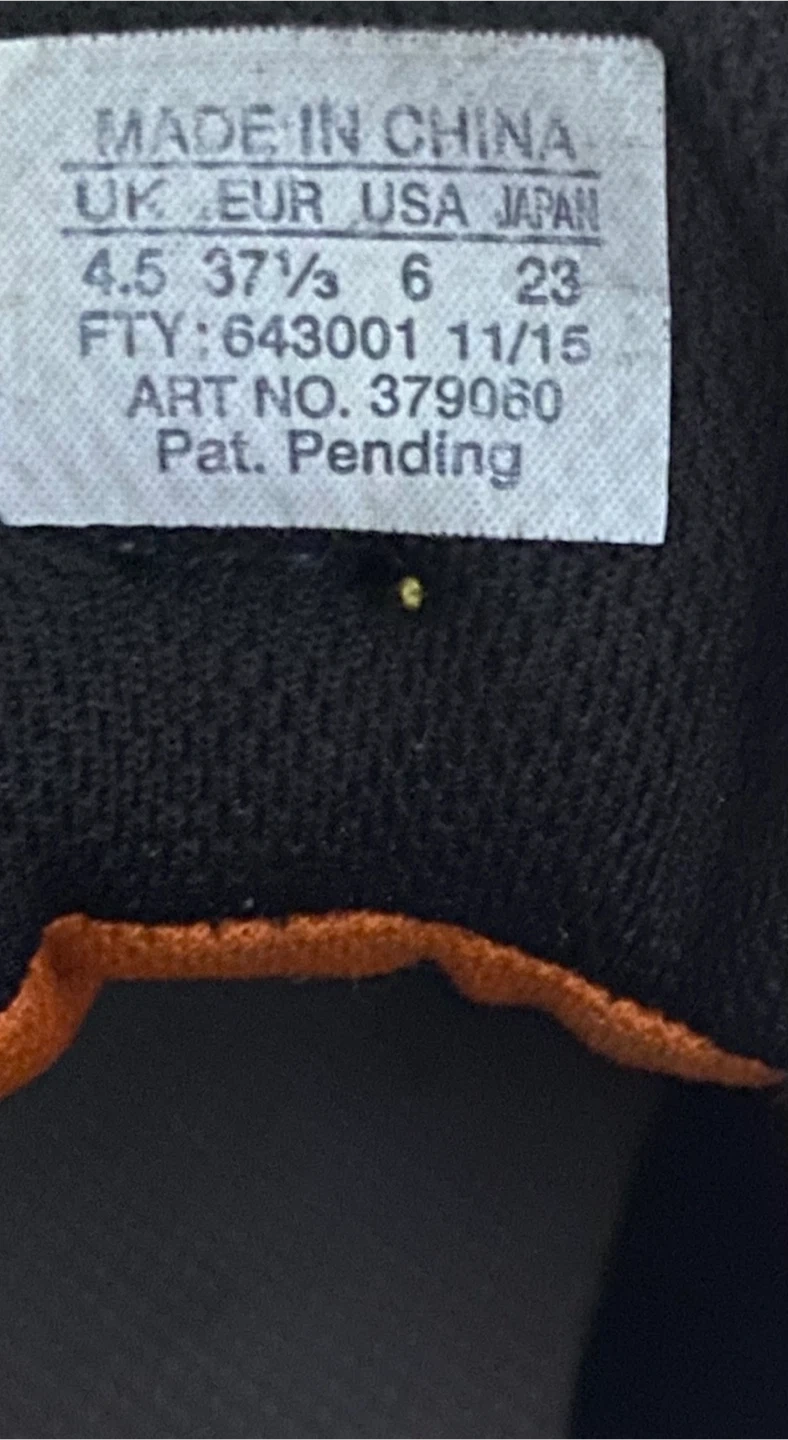 MADE IN CHINA
UK EUR USA JAPAN
4.5 37⅓ 6 23
FTY:643001 11/15
ART NO. 379060
Pat. Pending